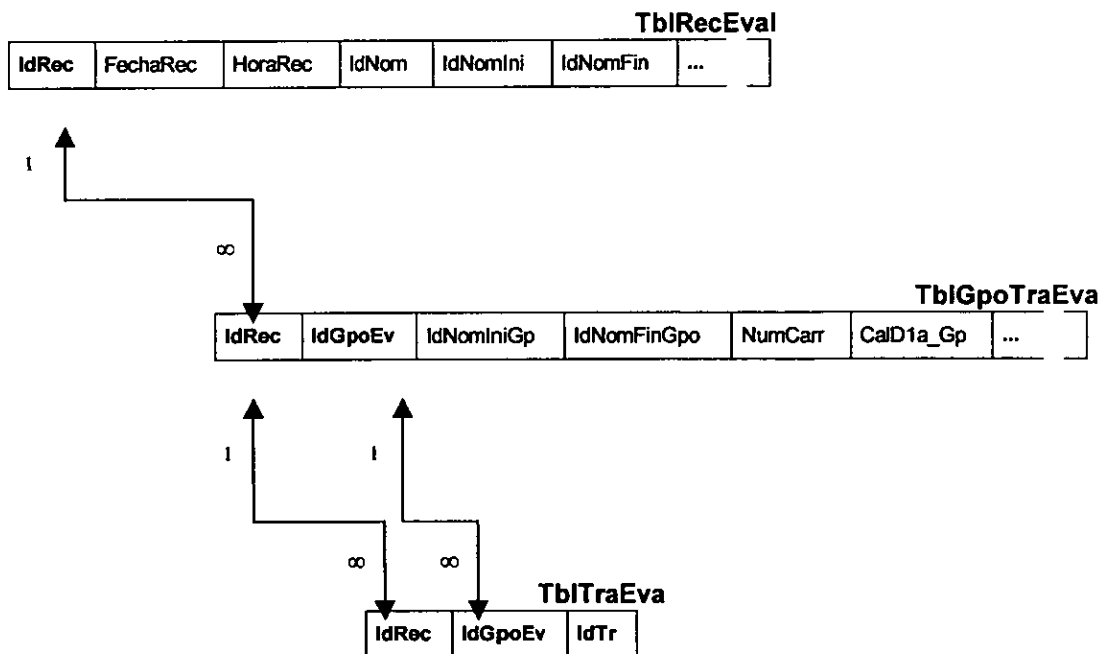 TblRecEval
IdRec FechaRec HoraRec IdNom IdNomIni IdNomFin ...
1
∞
TblGpoTraEva
IdRec IdGpoEv IdNomIniGp IdNomFinGpo NumCarr CalD1a_Gp ...
1 1
∞ ∞
TblTraEva
IdRec IdGpoEv IdTr